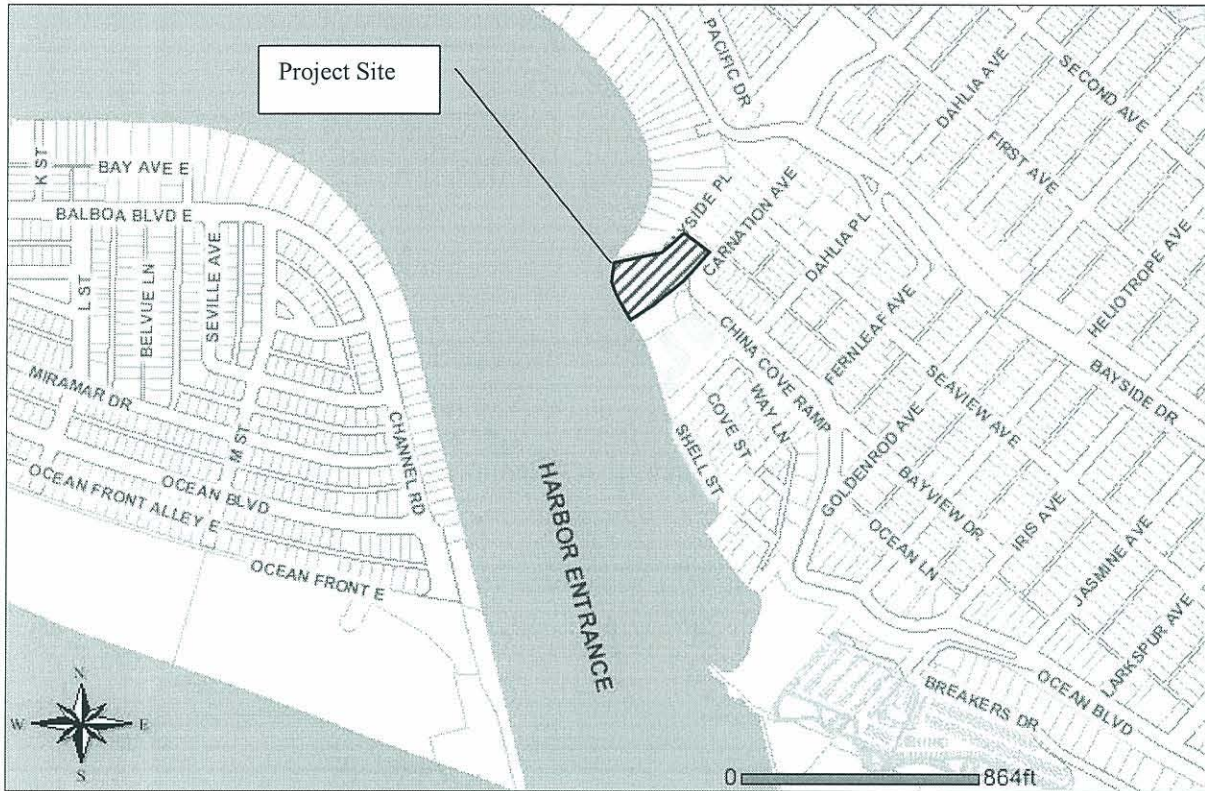 Project Site
PACIFIC DR
DAHLIA AVE
SECOND AVE
FIRST AVE
K ST
BAY AVE E
BALBOA BLVD E
AYSIDE PL
CARNATION AVE
DAHLIA PL
HELIOTROPE AVE
L ST
BELVUE LN
SEVILLE AVE
CHINA COVE RAMP
FERNLEAF AVE
SEAVIEW AVE
BAYSIDE DR
MIRAMAR DR
M ST
CHANNEL RD
WAY LN
COVE ST
SHELL ST
GOLDENROD AVE
BAYVIEW DR
OCEAN BLVD
OCEAN FRONT ALLEY E
OCEAN FRONT E
HARBOR ENTRANCE
OCEAN LN
IRIS AVE
JASMINE AVE
LARKSPUR AVE
OCEAN BLVD
BREAKERS DR
N
W E
S
0 864ft